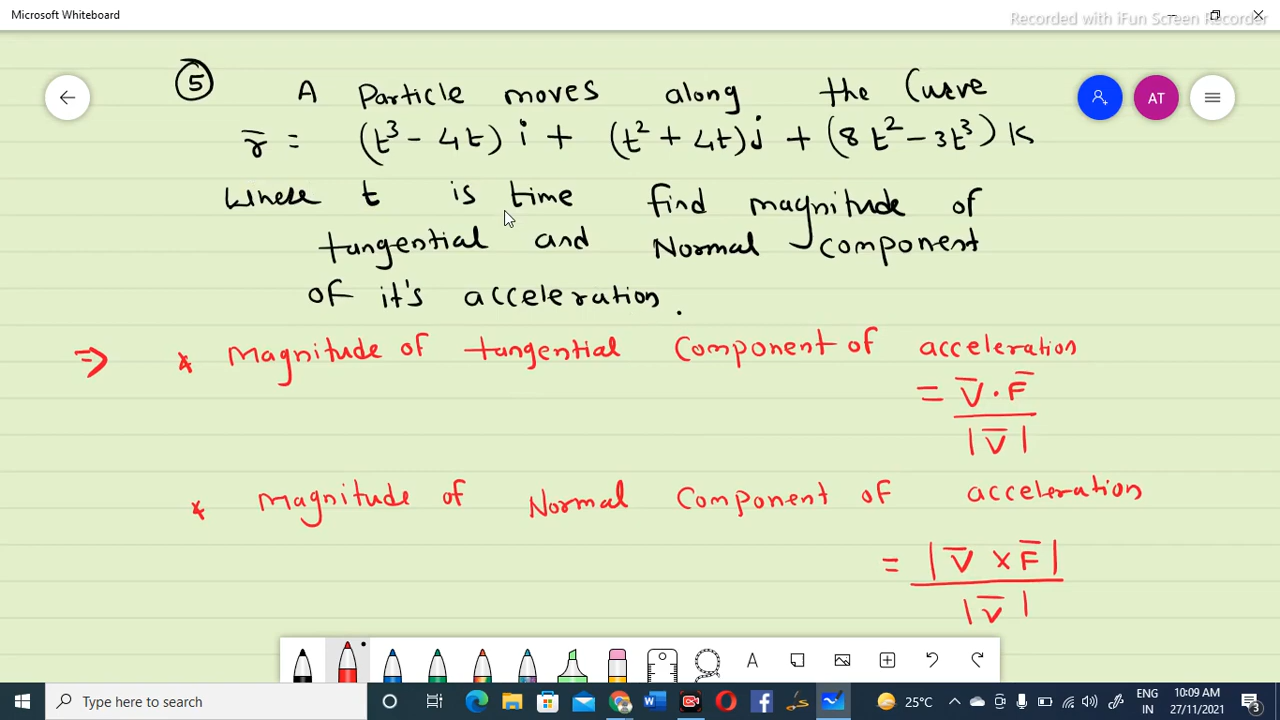 Microsoft Whiteboard
Recorded with iFun Screen Recorder
AT
⑤ A Particle moves along the Curve
r̄ = (t³ - 4t) i + (t² + 4t) j + (8t² - 3t³) k
Where t is time find magnitude of
tangential and Normal component
of it's acceleration.
⇒ * Magnitude of tangential Component of acceleration
= V̄ · F̄ / |V̄|
* Magnitude of Normal Component of acceleration
= |V̄ × F̄| / |V̄|
A
Type here to search
25°C
ENG
IN
10:09 AM
27/11/2021
3